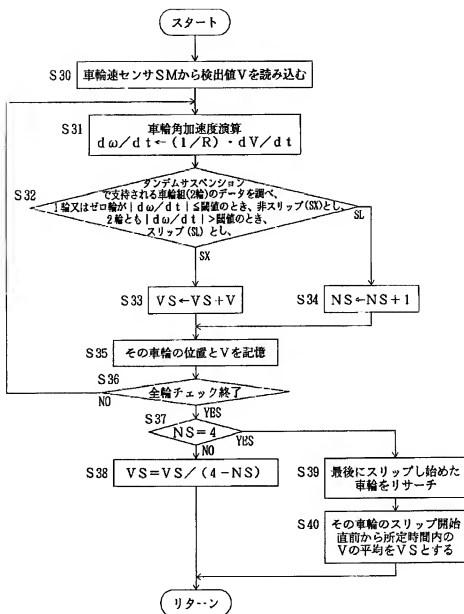 スタート
S30
車輪速センサSMから検出値Vを読み込む
S31
車輪角加速度演算
dω/dt←(1/R)・dV/dt
S32
タンデムサスペンション
で支持される車輪組(2輪)のデータを調べ、
1輪又はゼロ輪が|dω/dt|≦閾値のとき、非スリップ(SX)とし、
2輪とも|dω/dt|>閾値のとき、
スリップ(SL)とし、
SL
SX
S33
VS←VS+V
S34
NS←NS+1
S35
その車輪の位置とVを記憶
S36
全輪チェック終了
NO
YES
S37
NS=4
YES
NO
S38
VS=VS/(4-NS)
S39
最後にスリップし始めた
車輪をリサーチ
S40
その車輪のスリップ開始
直前から所定時間内の
Vの平均をVSとする
リターン